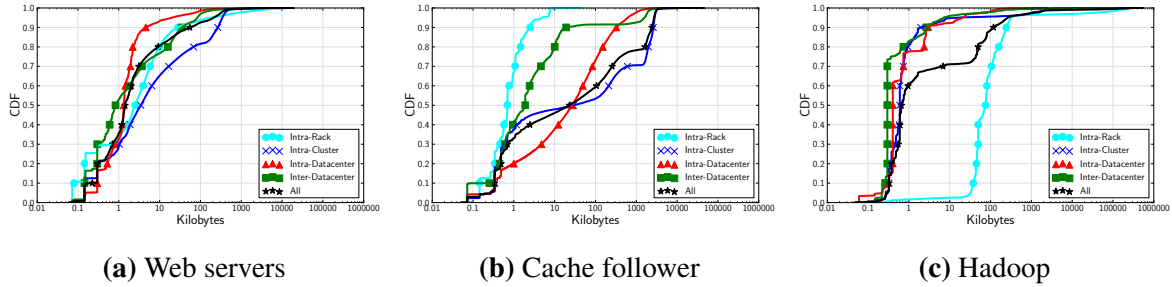 1.0
0.9
0.8
0.7
0.6
0.5
0.4
0.3
0.2
0.1
0.0
CDF
Intra-Rack
Intra-Cluster
Intra-Datacenter
Inter-Datacenter
All
0.01 0.1 1 10 100 1000 10000 100000 1000000
Kilobytes
(a) Web servers
1.0
0.9
0.8
0.7
0.6
0.5
0.4
0.3
0.2
0.1
0.0
CDF
Intra-Rack
Intra-Cluster
Intra-Datacenter
Inter-Datacenter
All
0.01 0.1 1 10 100 1000 10000 100000 1000000
Kilobytes
(b) Cache follower
1.0
0.9
0.8
0.7
0.6
0.5
0.4
0.3
0.2
0.1
0.0
CDF
Intra-Rack
Intra-Cluster
Intra-Datacenter
Inter-Datacenter
All
0.01 0.1 1 10 100 1000 10000 100000 1000000
Kilobytes
(c) Hadoop